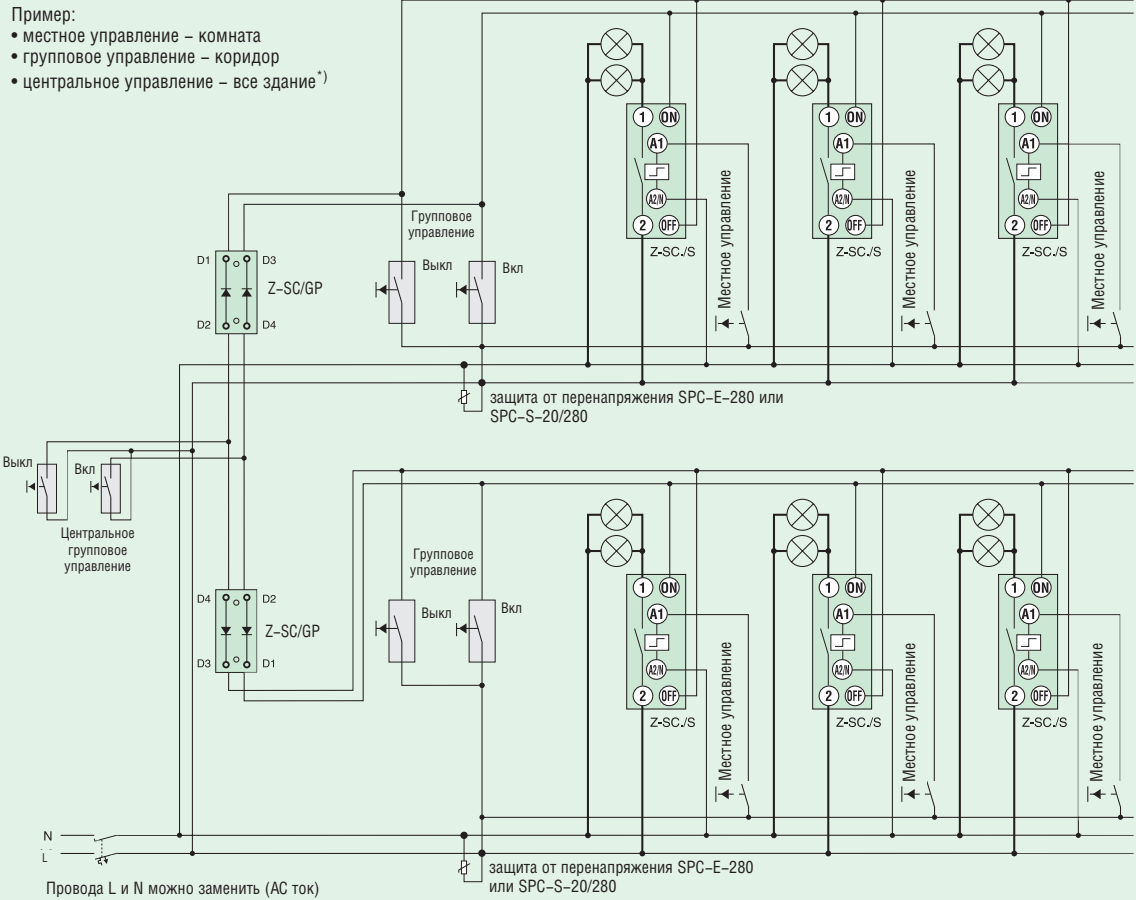 Пример:
• местное управление – комната
• групповое управление – коридор
• центральное управление – все здание*)
1 ON
A1
A2/N
2 OFF
Z-SC./S
Местное управление
1 ON
A1
A2/N
2 OFF
Z-SC./S
Местное управление
1 ON
A1
A2/N
2 OFF
Z-SC./S
Местное управление
Групповое
управление
Выкл
Вкл
D1 D3
Z–SC/GP
D2 D4
защита от перенапряжения SPC–E–280 или
SPC–S–20/280
Выкл
Вкл
Центральное
групповое
управление
Групповое
управление
Выкл
Вкл
D4 D2
Z–SC/GP
D3 D1
1 ON
A1
A2/N
2 OFF
Z-SC./S
Местное управление
1 ON
A1
A2/N
2 OFF
Z-SC./S
Местное управление
1 ON
A1
A2/N
2 OFF
Z-SC./S
Местное управление
N
L
защита от перенапряжения SPC–E–280
или SPC–S–20/280
Провода L и N можно заменить (AC ток)